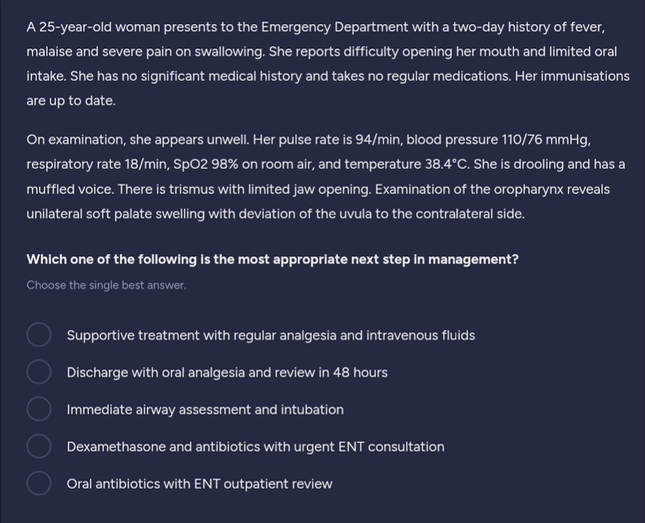 A 25-year-old woman presents to the Emergency Department with a two-day history of fever,
malaise and severe pain on swallowing. She reports difficulty opening her mouth and limited oral
intake. She has no significant medical history and takes no regular medications. Her immunisations
are up to date.
On examination, she appears unwell. Her pulse rate is 94/min, blood pressure 110/76 mmHg,
respiratory rate 18/min, SpO2 98% on room air, and temperature 38.4°C. She is drooling and has a
muffled voice. There is trismus with limited jaw opening. Examination of the oropharynx reveals
unilateral soft palate swelling with deviation of the uvula to the contralateral side.
Which one of the following is the most appropriate next step in management?
Choose the single best answer.
Supportive treatment with regular analgesia and intravenous fluids
Discharge with oral analgesia and review in 48 hours
Immediate airway assessment and intubation
Dexamethasone and antibiotics with urgent ENT consultation
Oral antibiotics with ENT outpatient review